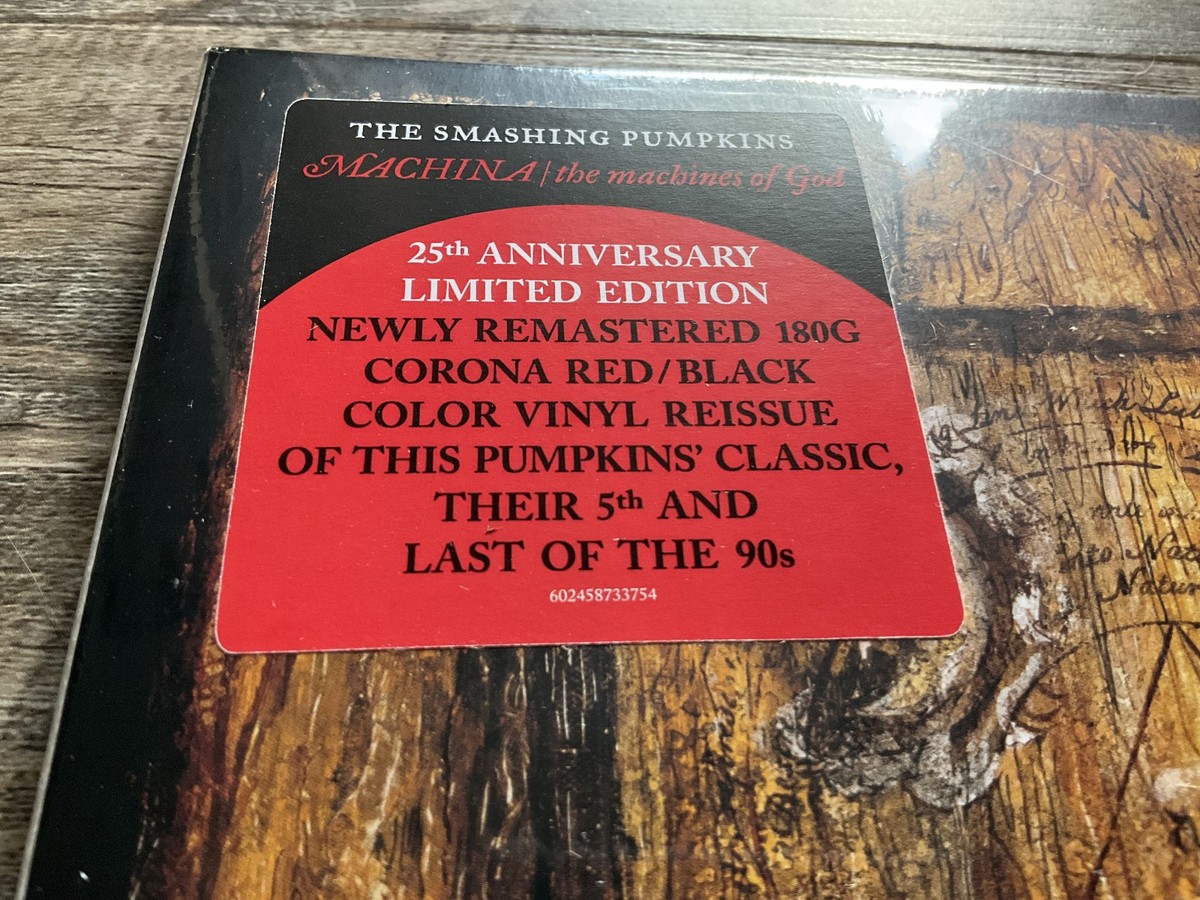 THE SMASHING PUMPKINS
MACHINA / the machines of God
25th ANNIVERSARY
LIMITED EDITION
NEWLY REMASTERED 180G
CORONA RED/BLACK
COLOR VINYL REISSUE
OF THIS PUMPKINS' CLASSIC,
THEIR 5th AND
LAST OF THE 90s
602458733754